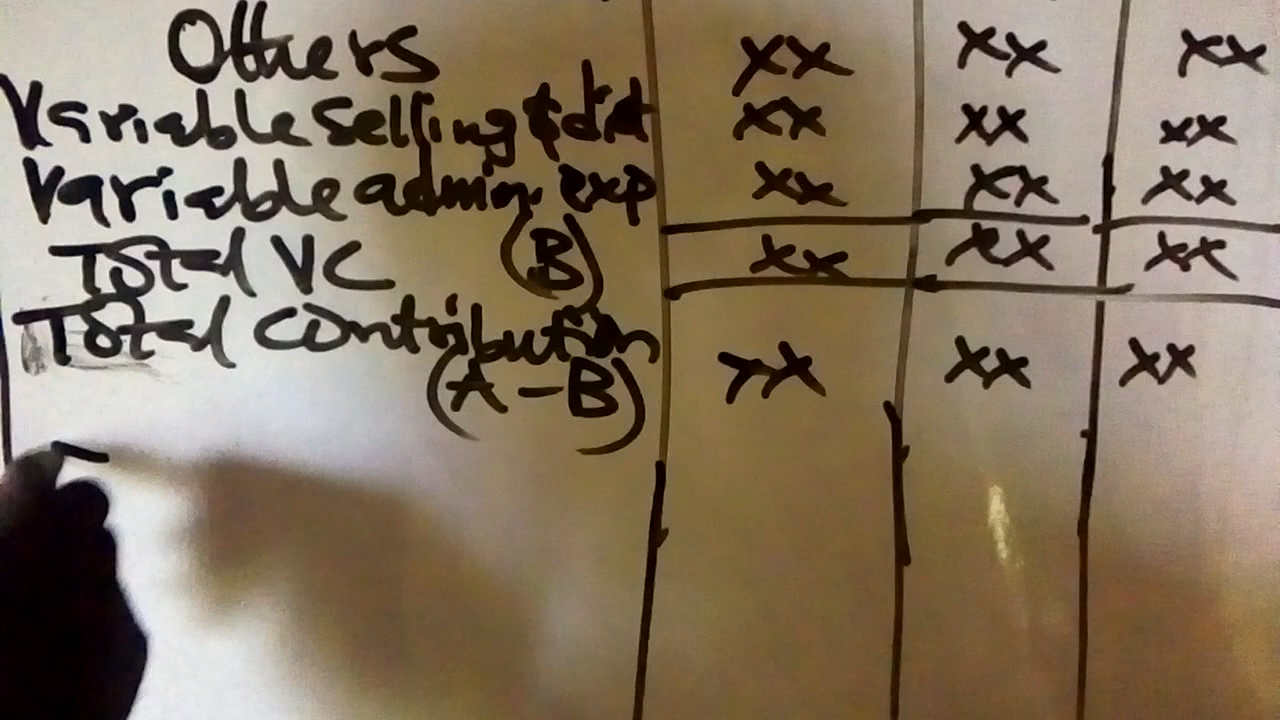 Others xx xx xx
Variable selling & dist xx xx xx
Variable admin. exp xx xx xx
Total VC (B) xx xx xx
Total contribution
(A-B) xx xx xx